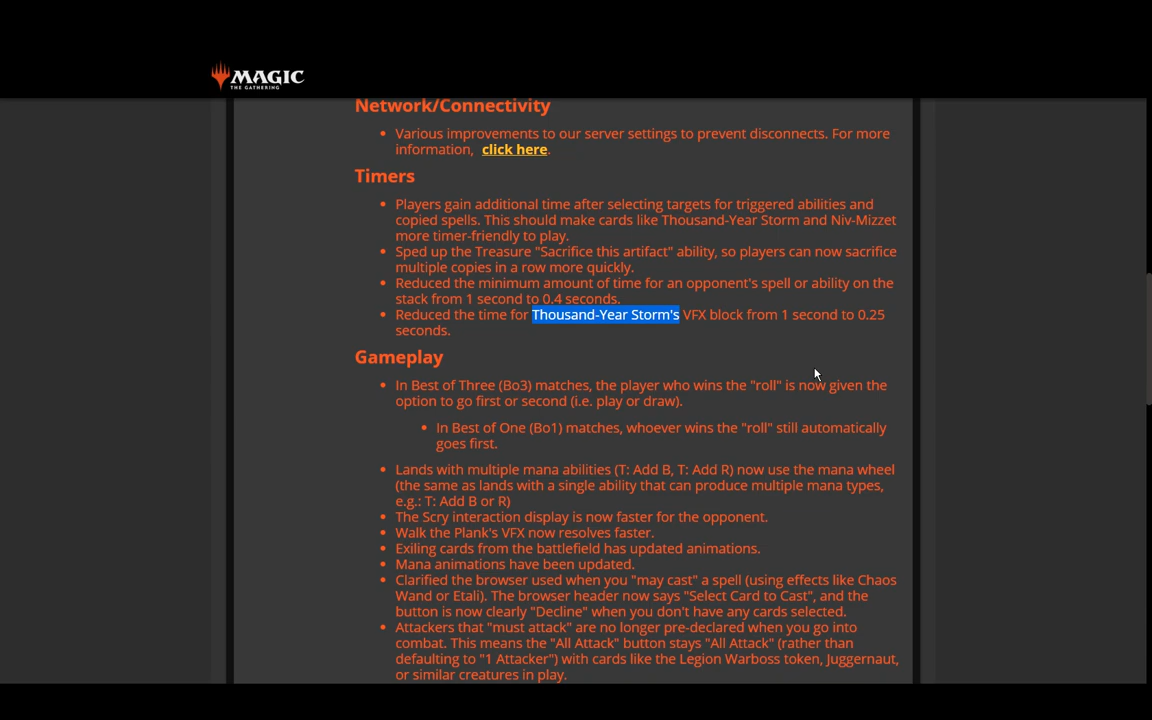 MAGIC
THE GATHERING
Network/Connectivity
• Various improvements to our server settings to prevent disconnects. For more
information, click here.
Timers
• Players gain additional time after selecting targets for triggered abilities and
copied spells. This should make cards like Thousand-Year Storm and Niv-Mizzet
more timer-friendly to play.
• Sped up the Treasure "Sacrifice this artifact" ability, so players can now sacrifice
multiple copies in a row more quickly.
• Reduced the minimum amount of time for an opponent's spell or ability on the
stack from 1 second to 0.4 seconds.
• Reduced the time for Thousand-Year Storm's VFX block from 1 second to 0.25
seconds.
Gameplay
• In Best of Three (Bo3) matches, the player who wins the "roll" is now given the
option to go first or second (i.e. play or draw).
• In Best of One (Bo1) matches, whoever wins the "roll" still automatically
goes first.
• Lands with multiple mana abilities (T: Add B, T: Add R) now use the mana wheel
(the same as lands with a single ability that can produce multiple mana types,
e.g.: T: Add B or R)
• The Scry interaction display is now faster for the opponent.
• Walk the Plank's VFX now resolves faster.
• Exiling cards from the battlefield has updated animations.
• Mana animations have been updated.
• Clarified the browser used when you "may cast" a spell (using effects like Chaos
Wand or Etali). The browser header now says "Select Card to Cast", and the
button is now clearly "Decline" when you don't have any cards selected.
• Attackers that "must attack" are no longer pre-declared when you go into
combat. This means the "All Attack" button stays "All Attack" (rather than
defaulting to "1 Attacker") with cards like the Legion Warboss token, Juggernaut,
or similar creatures in play.